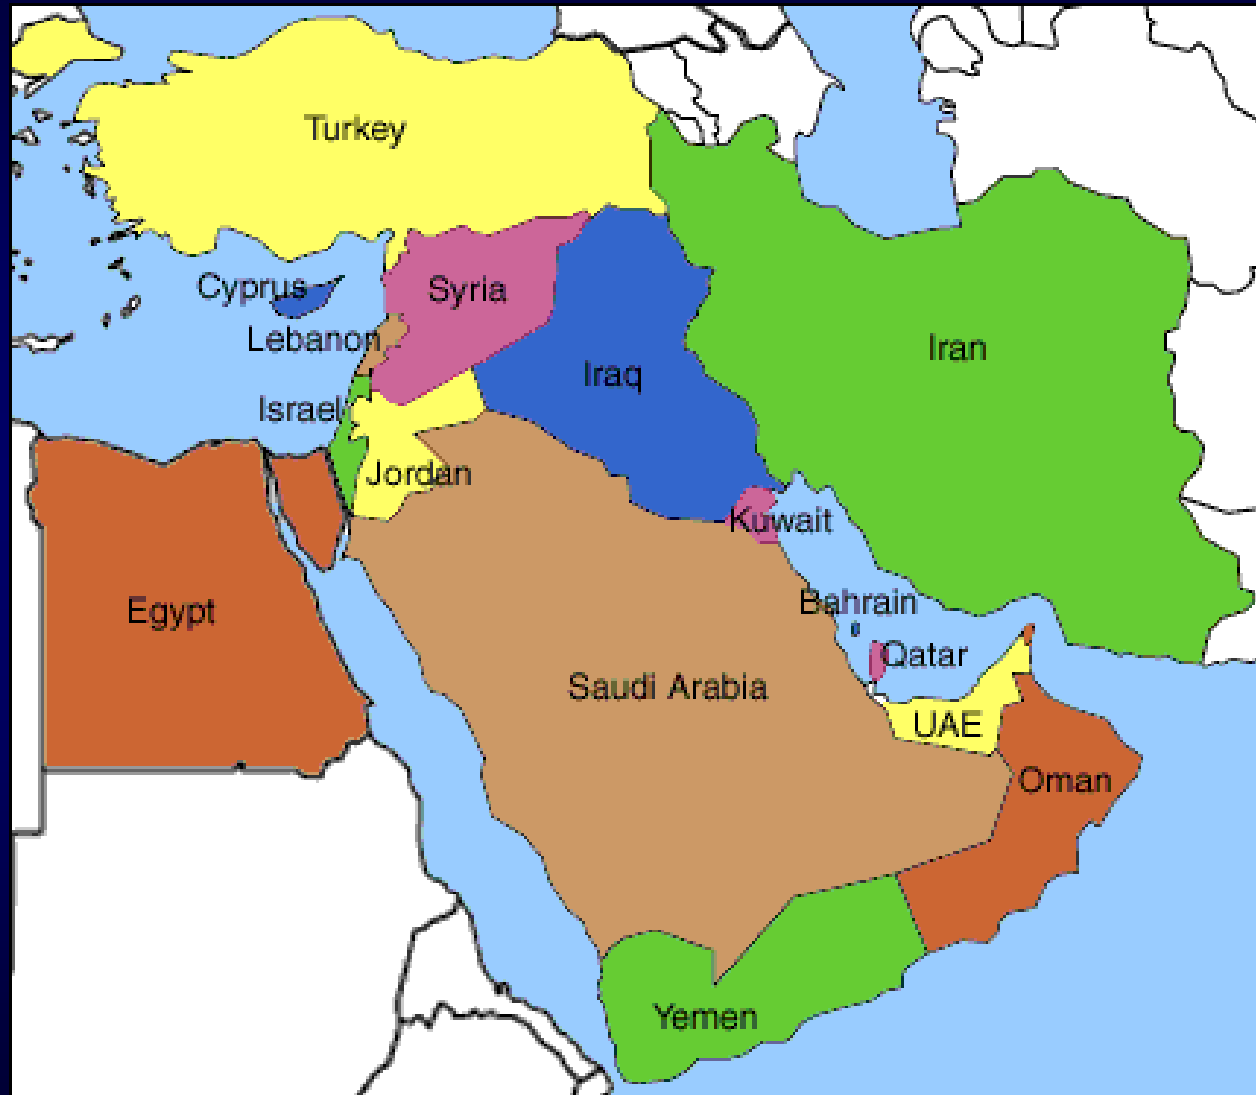 Turkey
Cyprus
Syria
Lebanon
Iran
Iraq
Israel
Jordan
Kuwait
Bahrain
Egypt
Qatar
Saudi Arabia
UAE
Oman
Yemen